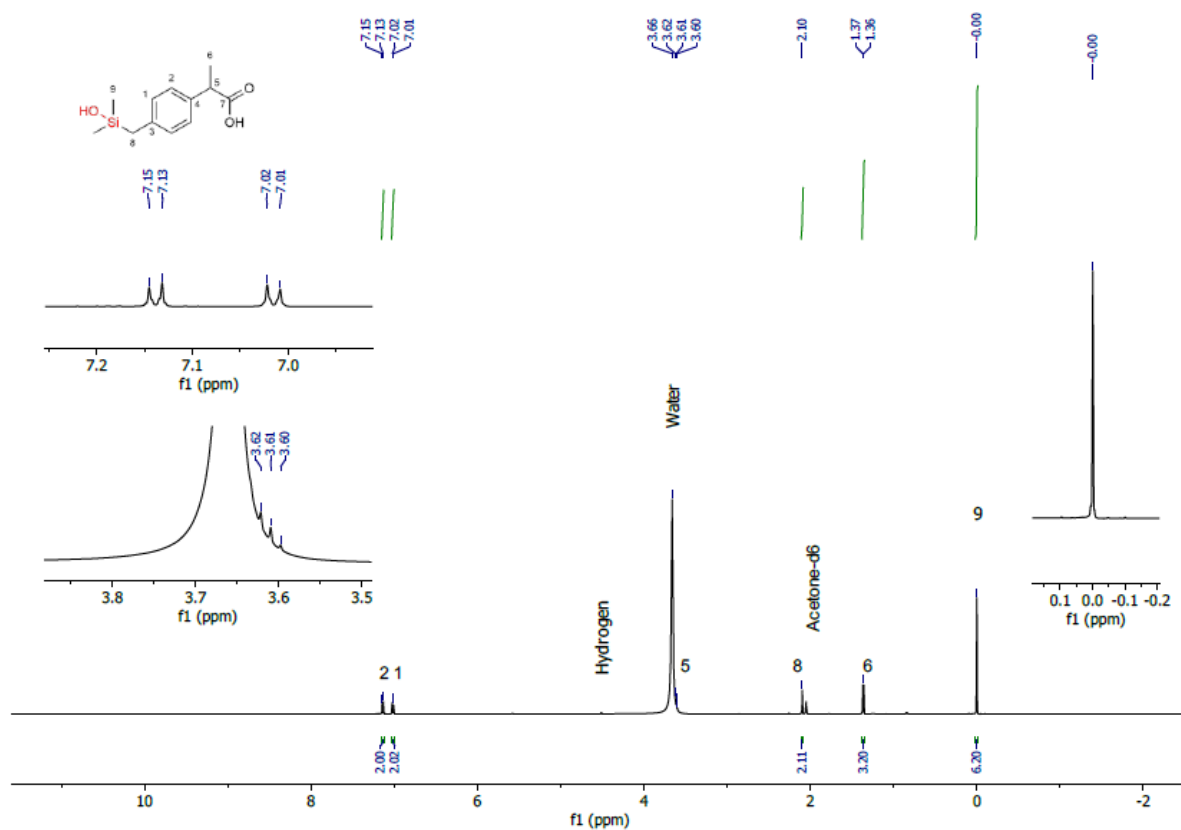 7.15
7.13
7.02
7.01
3.66
3.62
3.61
3.60
2.10
1.37
1.36
-0.00
-0.00
6
9
HO
Si
1
2
5
O
4
7
3
OH
8
7.15
7.13
7.02
7.01
7.2 7.1 7.0
f1 (ppm)
3.62
3.61
3.60
3.8 3.7 3.6 3.5
f1 (ppm)
Water
Hydrogen
Acetone-d6
9
0.1 0.0 -0.1 -0.2
f1 (ppm)
2 1
5
8
6
2.00
2.02
2.11
3.20
6.20
10 8 6 4 2 0 -2
f1 (ppm)